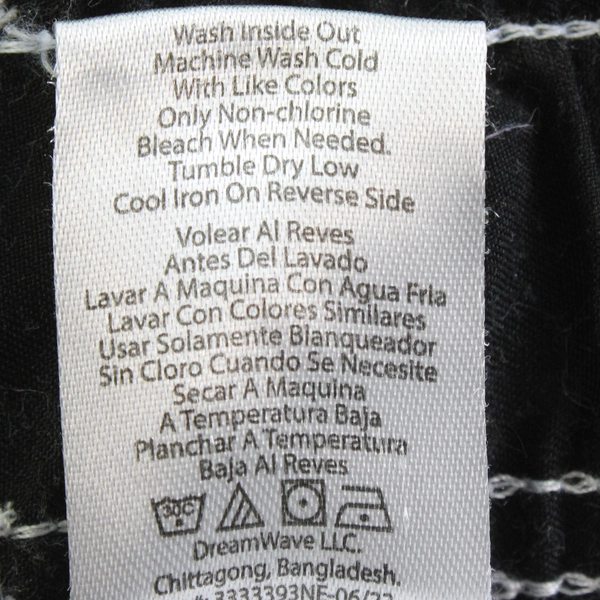 Wash Inside Out
Machine Wash Cold
With Like Colors
Only Non-chlorine
Bleach When Needed.
Tumble Dry Low
Cool Iron On Reverse Side
Volear Al Reves
Antes Del Lavado
Lavar A Maquina Con Agua Fria
Lavar Con Colores Similares
Usar Solamente Blanqueador
Sin Cloro Cuando Se Necesite
Secar A Maquina
A Temperatura Baja
Planchar A Temperatura
Baja Al Reves
30C
DreamWave LLC.
Chittagong, Bangladesh.
3333393NF-06/22